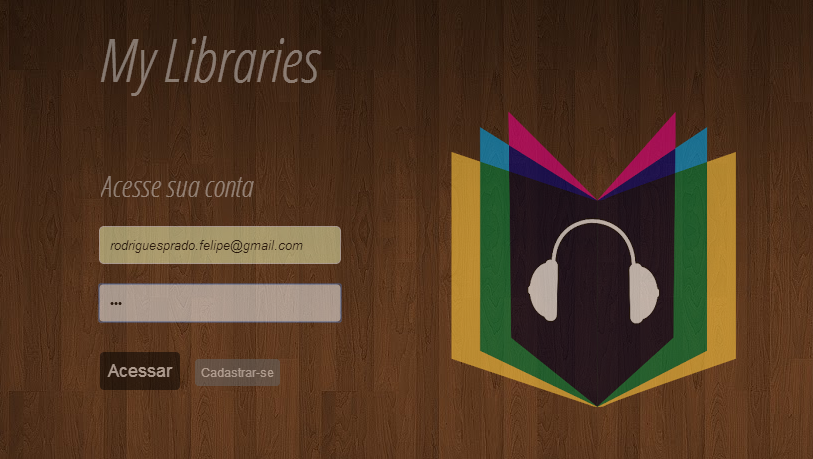 My Libraries
Acesse sua conta
rodriguesprado.felipe@gmail.com
•••
Acessar
Cadastrar-se